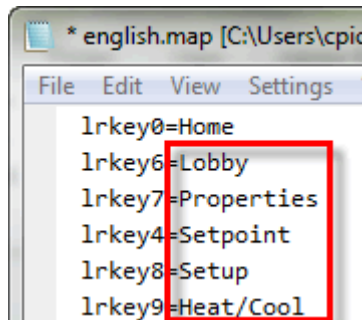 * english.map [C:\Users\cpic
File Edit View Settings
lrkey0=Home
lrkey6=Lobby
lrkey7=Properties
lrkey4=Setpoint
lrkey8=Setup
lrkey9=Heat/Cool